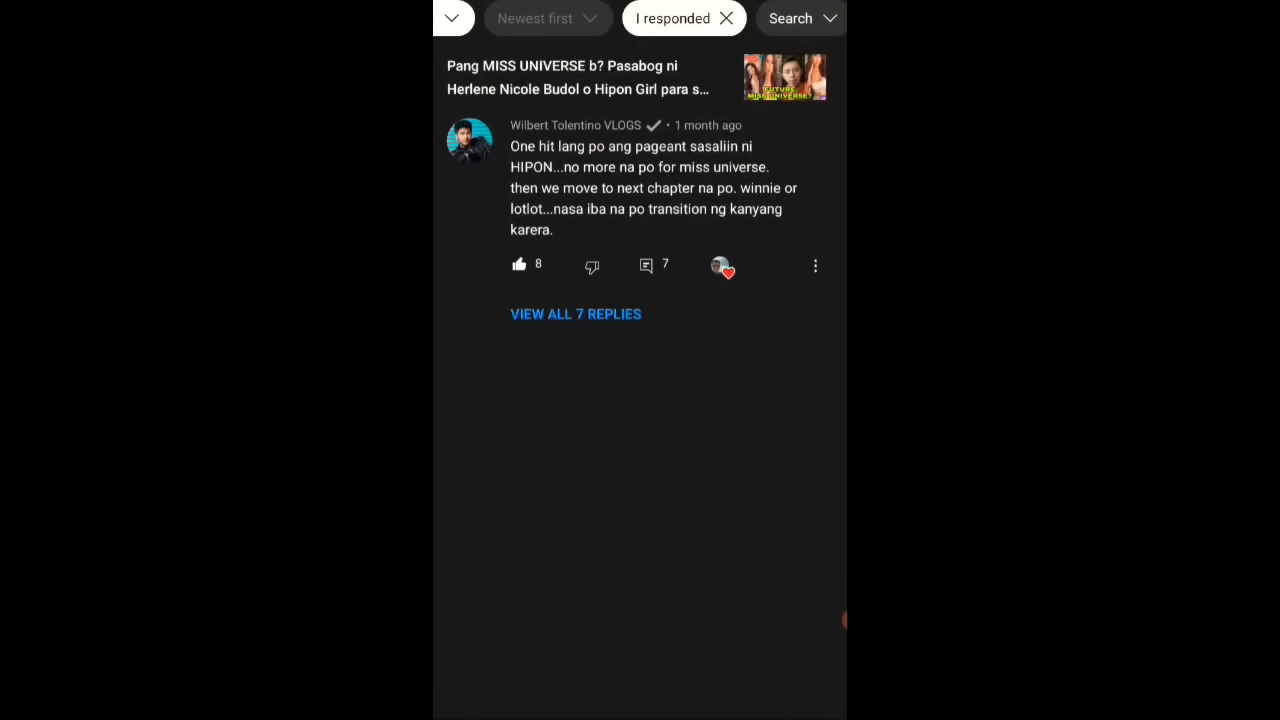 Newest first
I responded
Search
Pang MISS UNIVERSE b? Pasabog ni
Herlene Nicole Budol o Hipon Girl para s...
FUTURE
MISS UNIVERSE?
Wilbert Tolentino VLOGS • 1 month ago
One hit lang po ang pageant sasaliin ni
HIPON...no more na po for miss universe.
then we move to next chapter na po. winnie or
lotlot...nasa iba na po transition ng kanyang
karera.
8
7
VIEW ALL 7 REPLIES